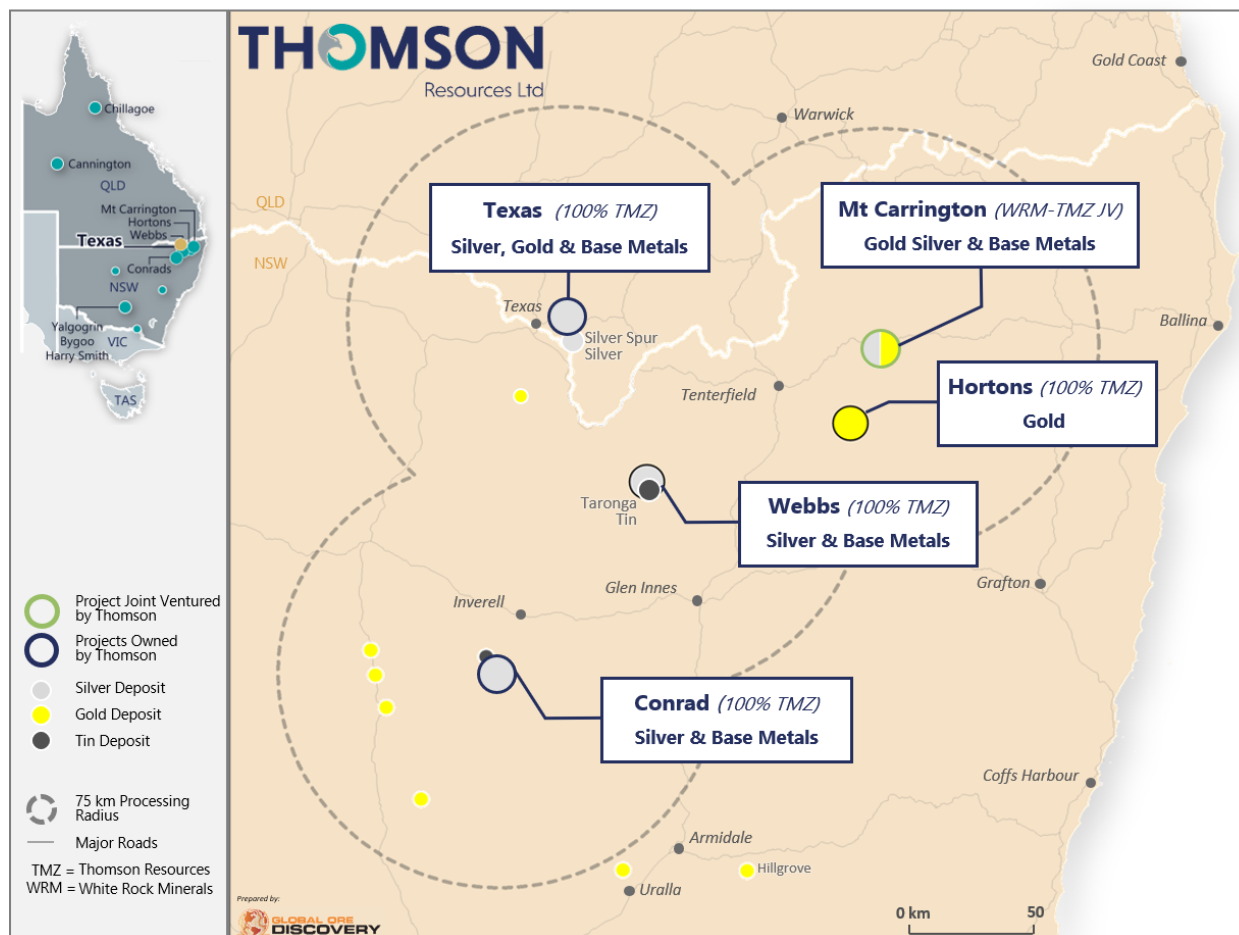 THOMSON
Resources Ltd
Chillagoe
Cannington
QLD
Mt Carrington
Hortons
Webbs
Texas
Conrads
NSW
Yalgogrin
Bygoo
Harry Smith
VIC
TAS
Project Joint Ventured
by Thomson
Projects Owned
by Thomson
Silver Deposit
Gold Deposit
Tin Deposit
75 km Processing
Radius
Major Roads
TMZ = Thomson Resources
WRM = White Rock Minerals
Gold Coast
Warwick
QLD
NSW
Texas (100% TMZ)
Silver, Gold & Base Metals
Mt Carrington (WRM-TMZ JV)
Gold Silver & Base Metals
Texas
Silver Spur
Silver
Ballina
Tenterfield
Hortons (100% TMZ)
Gold
Taronga
Tin
Webbs (100% TMZ)
Silver & Base Metals
Glen Innes
Grafton
Inverell
Conrad (100% TMZ)
Silver & Base Metals
Coffs Harbour
Armidale
Hillgrove
Uralla
Prepared by:
GLOBAL ORE
DISCOVERY
0 km 50